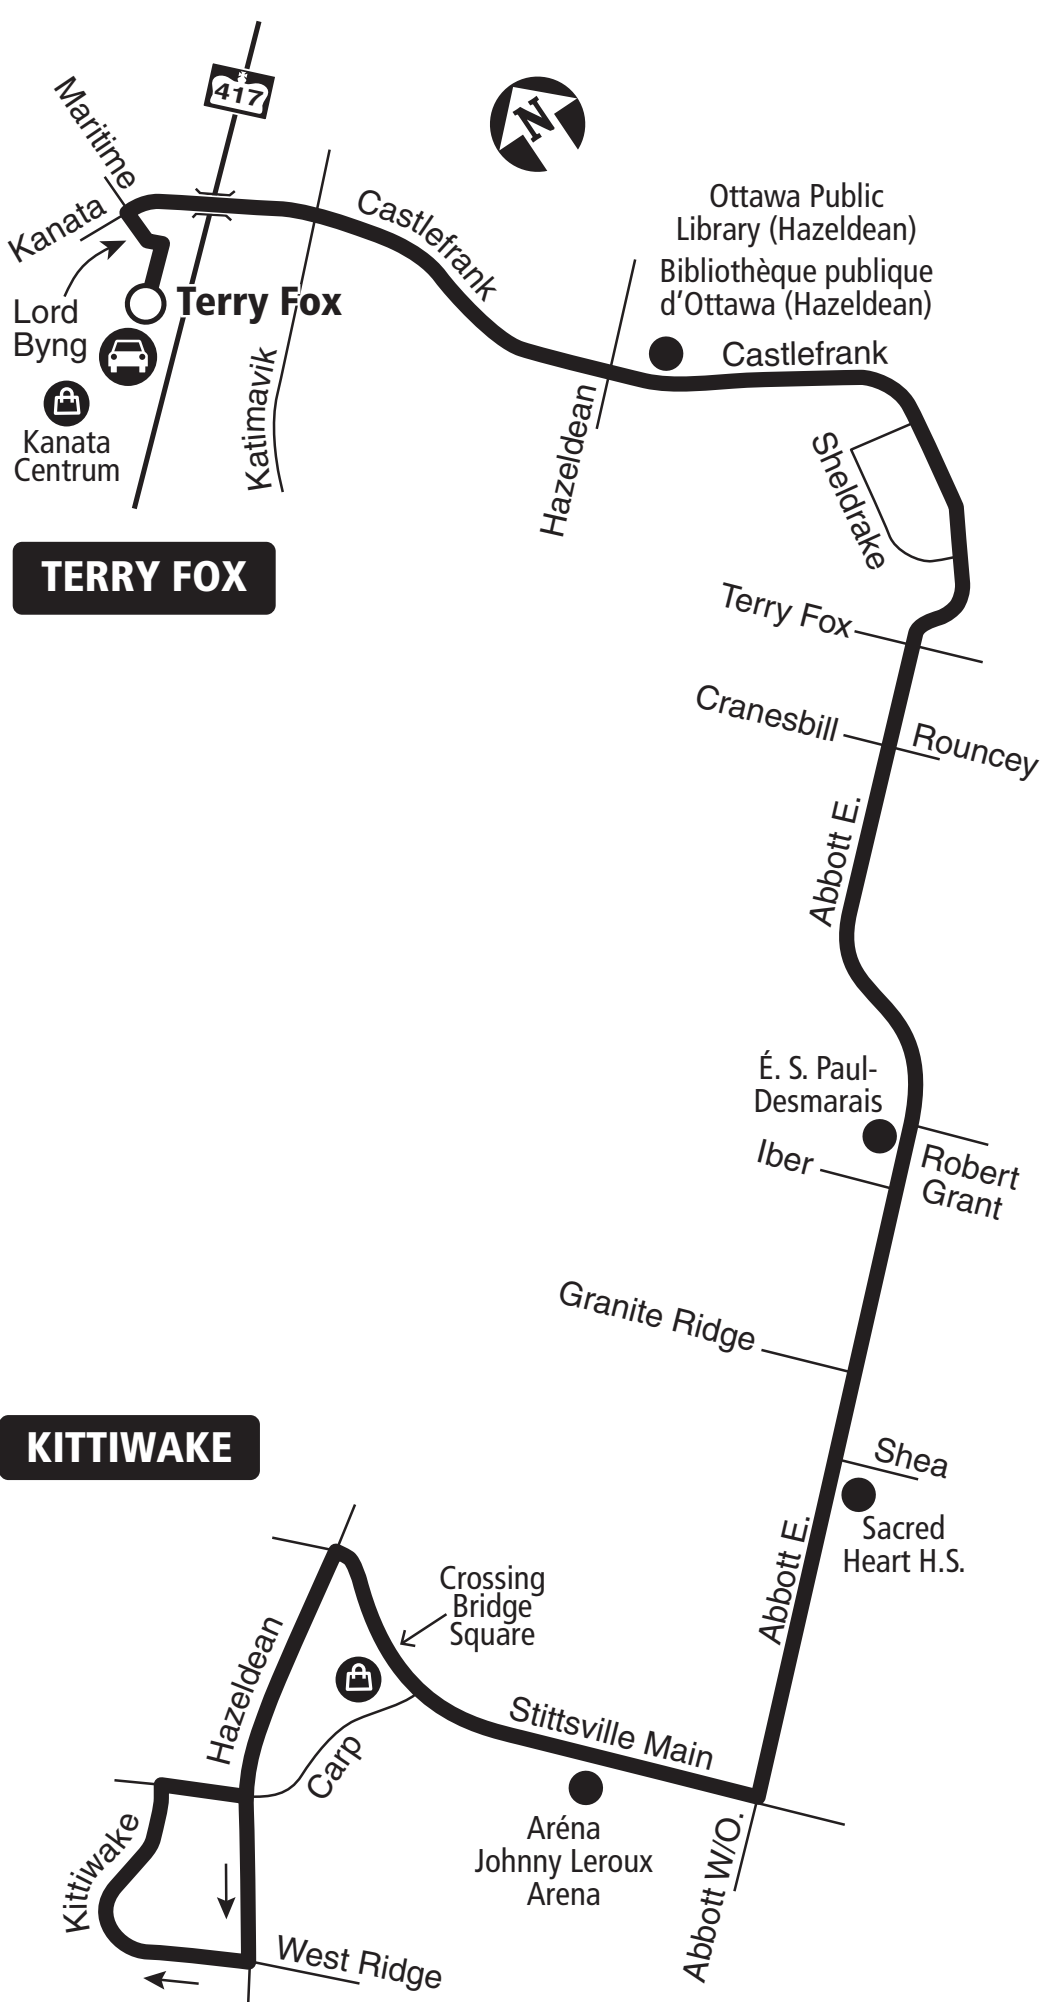 417
Maritime
N
Kanata
Castlefrank
Ottawa Public
Library (Hazeldean)
Bibliothèque publique
d'Ottawa (Hazeldean)
Lord
Byng
Terry Fox
Castlefrank
Katimavik
Hazeldean
Kanata
Centrum
Sheldrake
TERRY FOX
Terry Fox
Cranesbill
Rouncey
Abbott E.
É. S. Paul-
Desmarais
Iber
Robert
Grant
Granite Ridge
KITTIWAKE
Shea
Sacred
Heart H.S.
Abbott E.
Crossing
Bridge
Square
Hazeldean
Stittsville Main
Carp
Aréna
Johnny Leroux
Arena
Kittiwake
Abbott W/O.
West Ridge